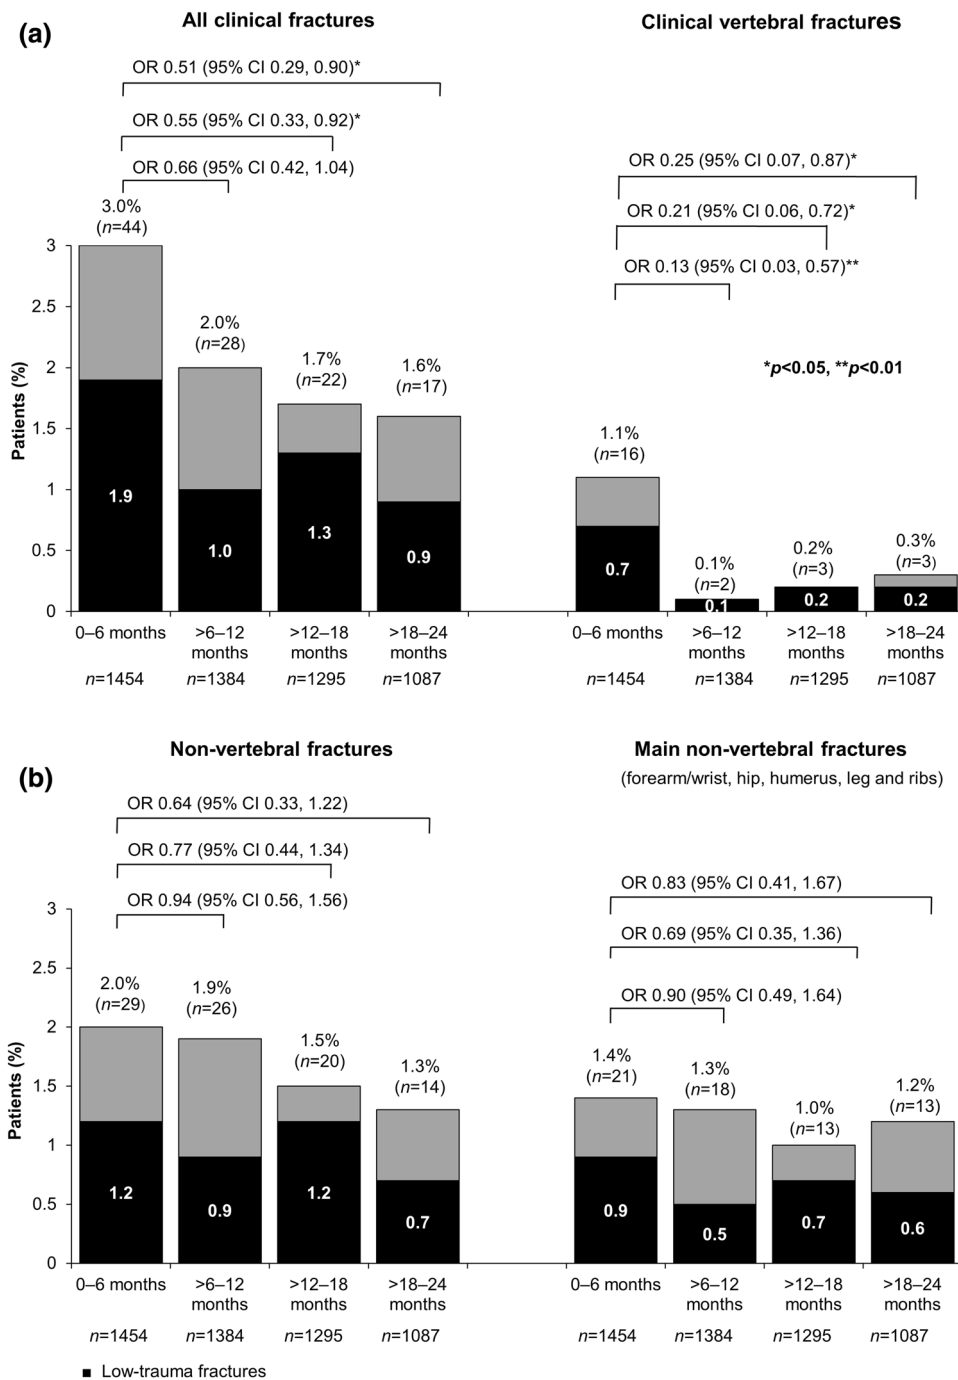 (a)
All clinical fractures
OR 0.51 (95% CI 0.29, 0.90)*
OR 0.55 (95% CI 0.33, 0.92)*
OR 0.66 (95% CI 0.42, 1.04)
3.0%
(n=44)
2.0%
(n=28)
1.7%
(n=22)
1.6%
(n=17)
Patients (%)
3
2.5
2
1.5
1
0.5
0
1.9
1.0
1.3
0.9
0–6 months
>6–12
months
>12–18
months
>18–24
months
n=1454
n=1384
n=1295
n=1087
Clinical vertebral fractures
OR 0.25 (95% CI 0.07, 0.87)*
OR 0.21 (95% CI 0.06, 0.72)*
OR 0.13 (95% CI 0.03, 0.57)**
*p<0.05, **p<0.01
1.1%
(n=16)
0.1%
(n=2)
0.2%
(n=3)
0.3%
(n=3)
0.7
0.1
0.2
0.2
0–6 months
>6–12
months
>12–18
months
>18–24
months
n=1454
n=1384
n=1295
n=1087
(b)
Non-vertebral fractures
OR 0.64 (95% CI 0.33, 1.22)
OR 0.77 (95% CI 0.44, 1.34)
OR 0.94 (95% CI 0.56, 1.56)
2.0%
(n=29)
1.9%
(n=26)
1.5%
(n=20)
1.3%
(n=14)
Patients (%)
3
2.5
2
1.5
1
0.5
0
1.2
0.9
1.2
0.7
0–6 months
>6–12
months
>12–18
months
>18–24
months
n=1454
n=1384
n=1295
n=1087
Main non-vertebral fractures
(forearm/wrist, hip, humerus, leg and ribs)
OR 0.83 (95% CI 0.41, 1.67)
OR 0.69 (95% CI 0.35, 1.36)
OR 0.90 (95% CI 0.49, 1.64)
1.4%
(n=21)
1.3%
(n=18)
1.0%
(n=13)
1.2%
(n=13)
0.9
0.5
0.7
0.6
0–6 months
>6–12
months
>12–18
months
>18–24
months
n=1454
n=1384
n=1295
n=1087
Low-trauma fractures